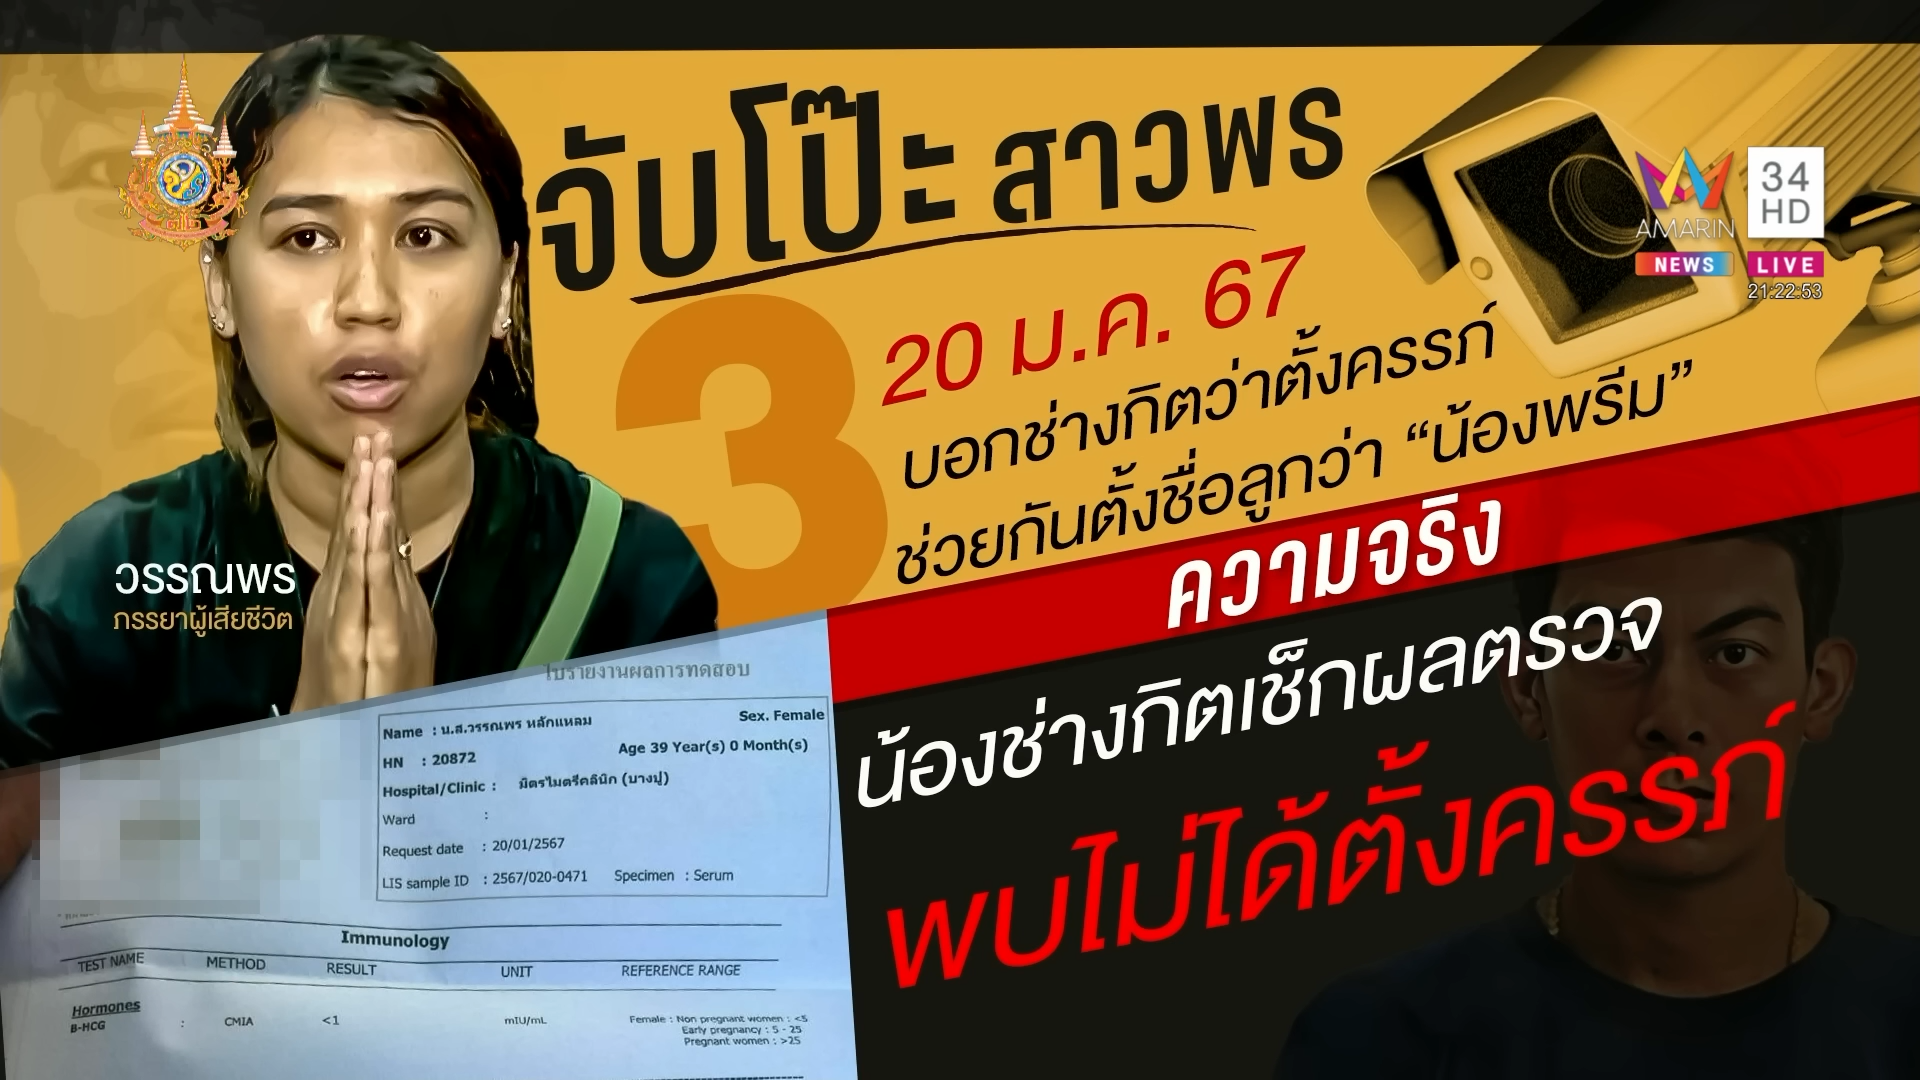 จับโป๊ะ สาวพร
AMARIN
34
HD
NEWS
LIVE
21:22:53
3
20 ม.ค. 67
บอกช่างกิตว่าตั้งครรภ์
ช่วยกันตั้งชื่อลูกว่า “น้องพรีม”
ความจริง
น้องช่างกิตเช็กผลตรวจ
พบไม่ได้ตั้งครรภ์
วรรณพร
ภรรยาผู้เสียชีวิต
ใบรายงานผลการทดสอบ
Name : น.ส.วรรณพร หลักแหลม Sex. Female
HN : 20872 Age 39 Year(s) 0 Month(s)
Hospital/Clinic : มิตรไมตรีคลินิก (บางปู)
Ward :
Request date : 20/01/2567
LIS sample ID : 2567/020-0471 Specimen : Serum
Immunology
TEST NAME METHOD RESULT UNIT REFERENCE RANGE
Hormones
B-HCG : CMIA <1 mIU/mL Female : Non pregnant women : <5
Early pregnancy : 5 - 25
Pregnant women : >25